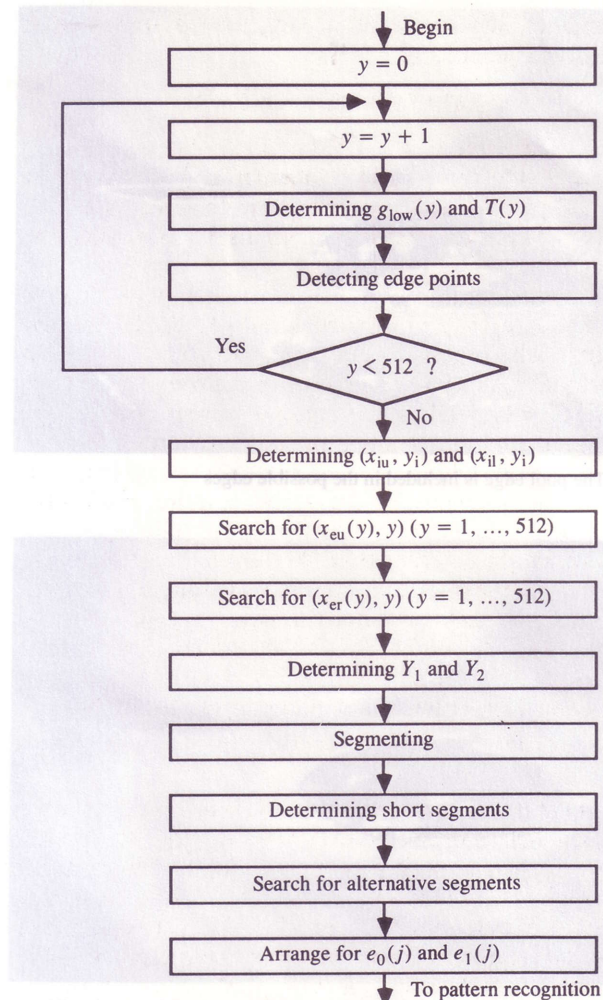 Begin
y = 0
y = y + 1
Determining g_low(y) and T(y)
Detecting edge points
Yes
y < 512 ?
No
Determining (x_iu, y_i) and (x_il, y_i)
Search for (x_eu(y), y) (y = 1, ..., 512)
Search for (x_er(y), y) (y = 1, ..., 512)
Determining Y_1 and Y_2
Segmenting
Determining short segments
Search for alternative segments
Arrange for e_0(j) and e_1(j)
To pattern recognition